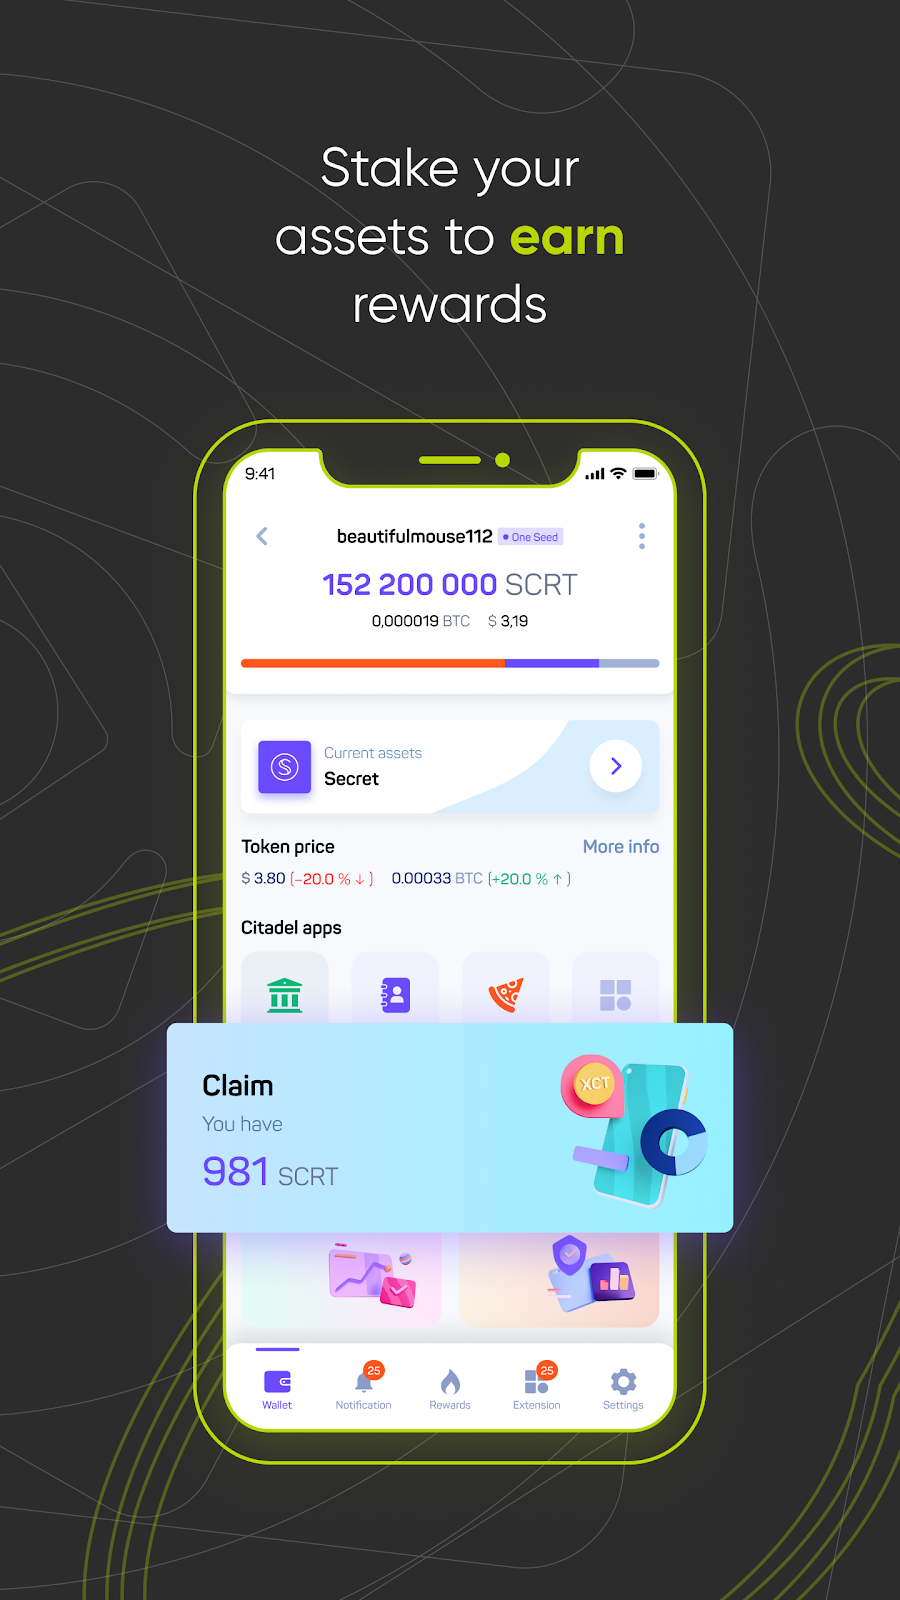 Stake your
assets to earn
rewards
9:41
beautifulmouse112 One Seed
152 200 000 SCRT
0,000019 BTC $ 3,19
Current assets
Secret
Token price More info
$ 3.80 (-20.0 % ↓) 0.00033 BTC (+20.0 % ↑)
Citadel apps
Claim
You have
981 SCRT
XCT
25 25
Wallet Notification Rewards Extension Settings